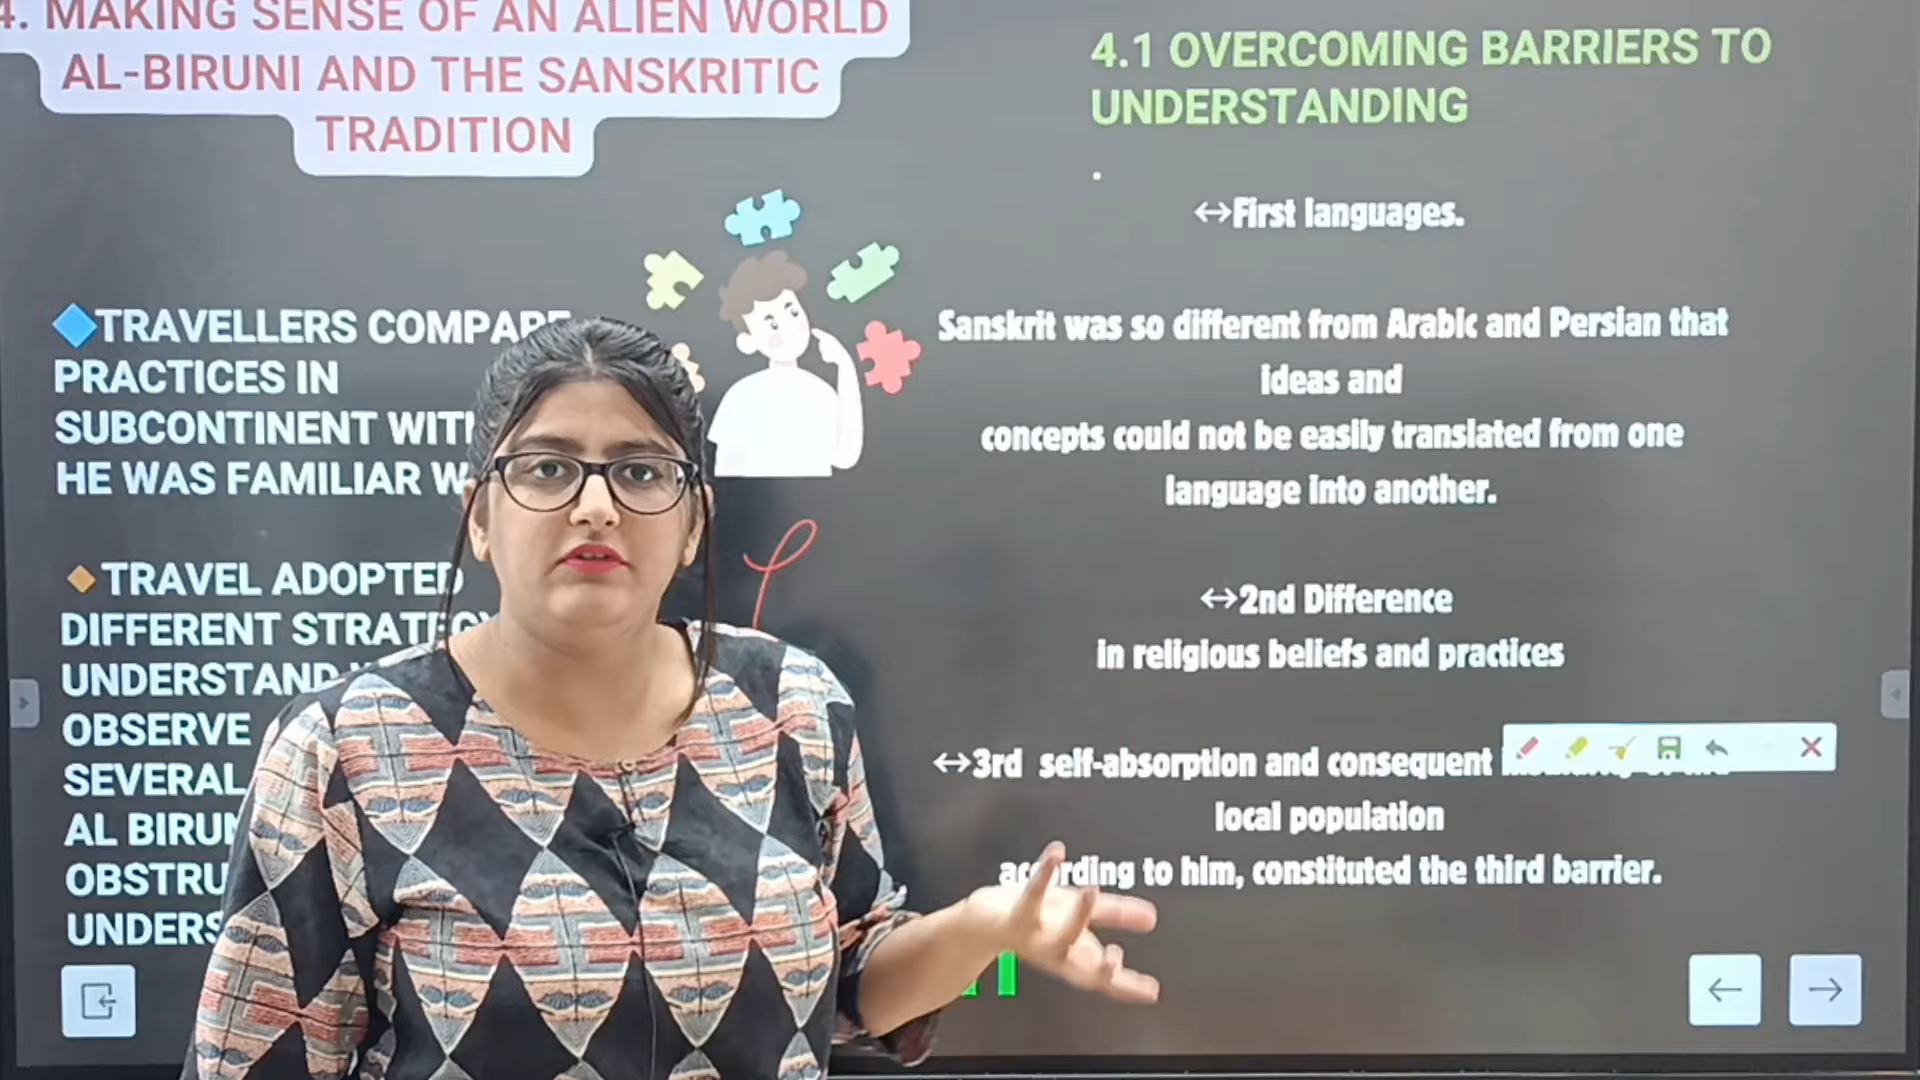 4. MAKING SENSE OF AN ALIEN WORLD
AL-BIRUNI AND THE SANSKRITIC
TRADITION
TRAVELLERS COMPARE
PRACTICES IN
SUBCONTINENT WITH
HE WAS FAMILIAR
TRAVEL ADOPTED
DIFFERENT STRATEGY
UNDERSTAND
OBSERVE
SEVERAL
AL BIRUNI
4.1 OVERCOMING BARRIERS TO
UNDERSTANDING
.
↔First languages.
Sanskrit was so different from Arabic and Persian that
ideas and
concepts could not be easily translated from one
language into another.
↔2nd Difference
in religious beliefs and practices
↔3rd self-absorption and consequent
local population
according to him, constituted the third barrier.